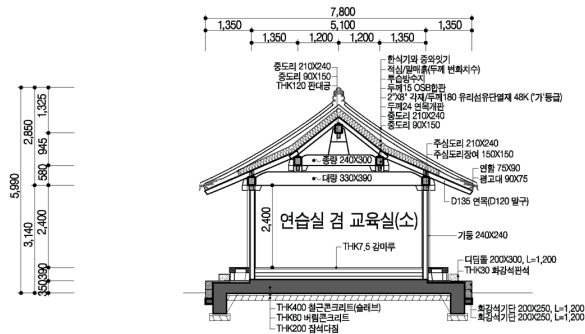 7,800
1,350 5,100 1,350
1,350 1,200 1,200 1,350
중도리 210X240
중도리 90X150
THK120 판대공
한식기와 중와잇기
적심/알매흙(두께 변화치수)
투습방수지
두께15 OSB합판
2"X8" 각재/두께180 유리섬유단열재 48K ("가"등급)
두께24 연목개판
중도리 210X240
중도리 90X150
주심도리 210X240
주심도리장여 150X150
연함 75X90
평고대 90X75
D135 연목(D120 말구)
중량 240X300
대량 330X390
5,990
2,850
3,140
1,325
945
580
2,400
390
350
2,400
연습실 겸 교육실(소)
THK7.5 강마루
기둥 240X240
디딤돌 200X300, L=1,200
THK30 화강석판석
THK400 철근콘크리트(슬래브)
THK60 버림콘크리트
THK200 잡석다짐
화강석기단 200X250, L=1,200
화강석기단 200X250, L=1,200